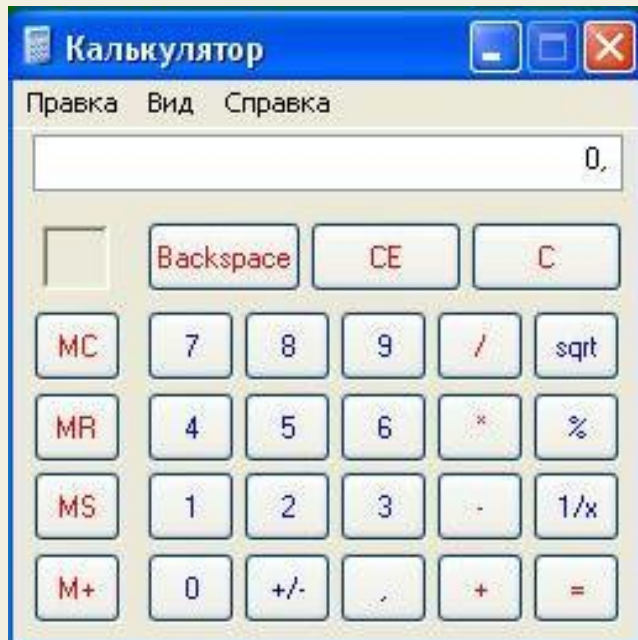 Калькулятор
Правка Вид Справка
0,
Backspace CE C
MC 7 8 9 / sqrt
MR 4 5 6 * %
MS 1 2 3 - 1/x
M+ 0 +/- , + =